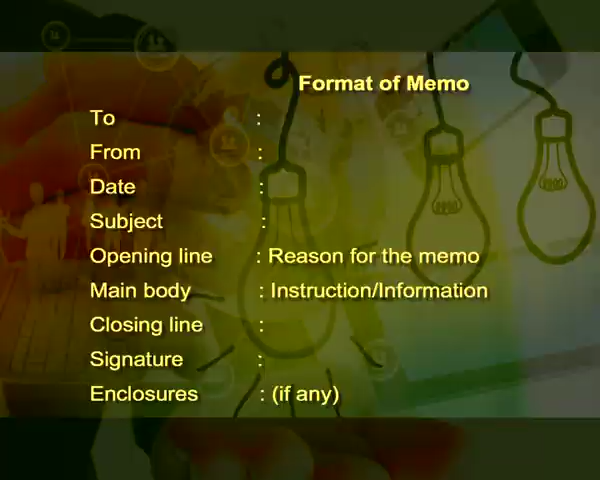 Format of Memo
To :
From :
Date :
Subject :
Opening line : Reason for the memo
Main body : Instruction/Information
Closing line :
Signature :
Enclosures : (if any)